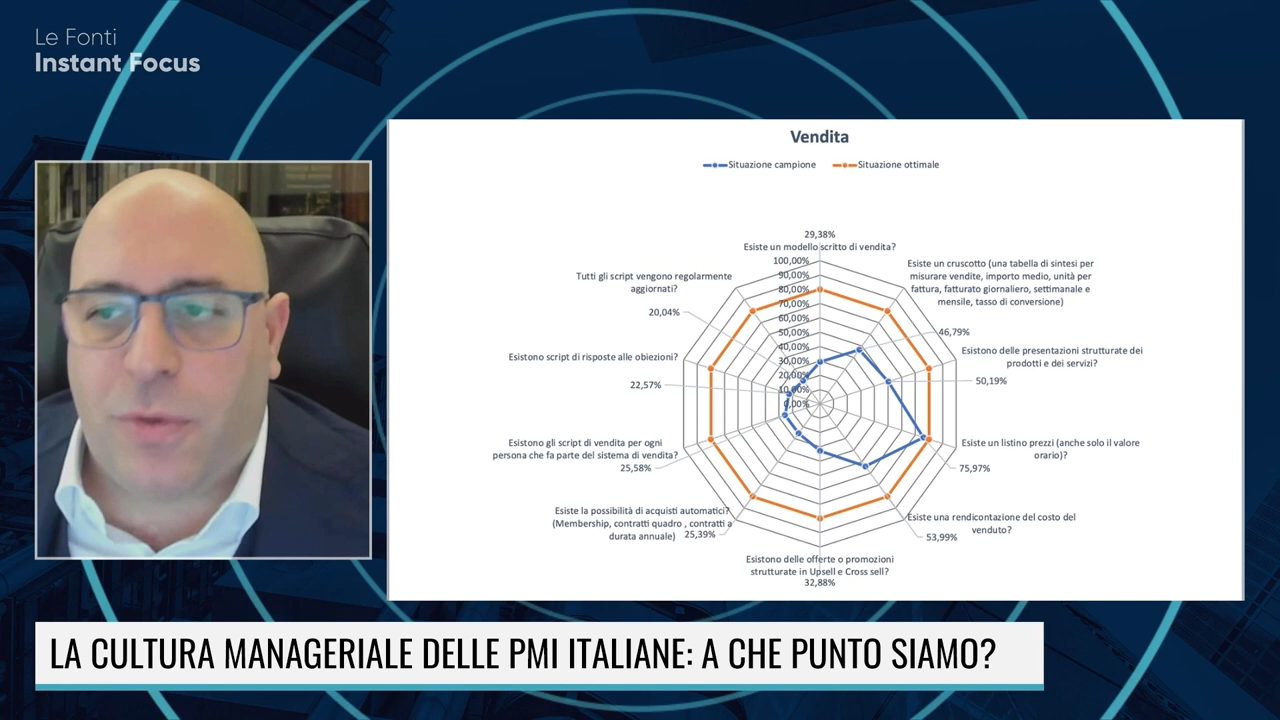 Le Fonti
Instant Focus
Vendita
Situazione campione
Situazione ottimale
29,38%
Esiste un modello scritto di vendita?
100,00%
90,00%
80,00%
70,00%
60,00%
50,00%
40,00%
30,00%
20,00%
10,00%
0,00%
Esiste un cruscotto (una tabella di sintesi per
misurare vendite, importo medio, unità per
fattura, fatturato giornaliero, settimanale e
mensile, tasso di conversione)
46,79%
Esistono delle presentazioni strutturate dei
prodotti e dei servizi?
50,19%
Esiste un listino prezzi (anche solo il valore
orario)?
75,97%
Esiste una rendicontazione del costo del
venduto?
53,99%
Esistono delle offerte o promozioni
strutturate in Upsell e Cross sell?
32,88%
Esiste la possibilità di acquisti automatici?
(Membership, contratti quadro , contratti a
durata annuale)
25,39%
Esistono gli script di vendita per ogni
persona che fa parte del sistema di vendita?
25,58%
Esistono script di risposte alle obiezioni?
22,57%
Tutti gli script vengono regolarmente
aggiornati?
20,04%
LA CULTURA MANAGERIALE DELLE PMI ITALIANE: A CHE PUNTO SIAMO?